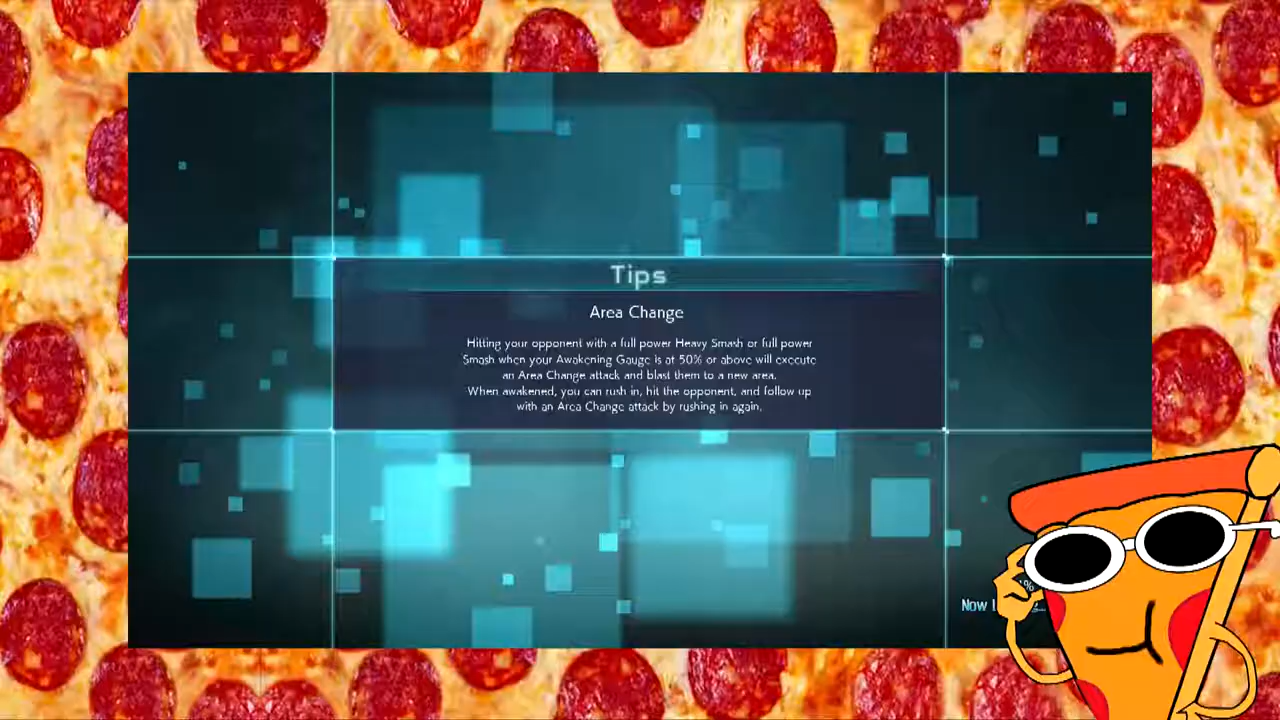 Tips
Area Change
Hitting your opponent with a full power Heavy Smash or full power
Smash when your Awakening Gauge is at 50% or above will execute
an Area Change attack and blast them to a new area.
When awakened, you can rush in, hit the opponent, and follow up
with an Area Change attack by rushing in again.
%
Now